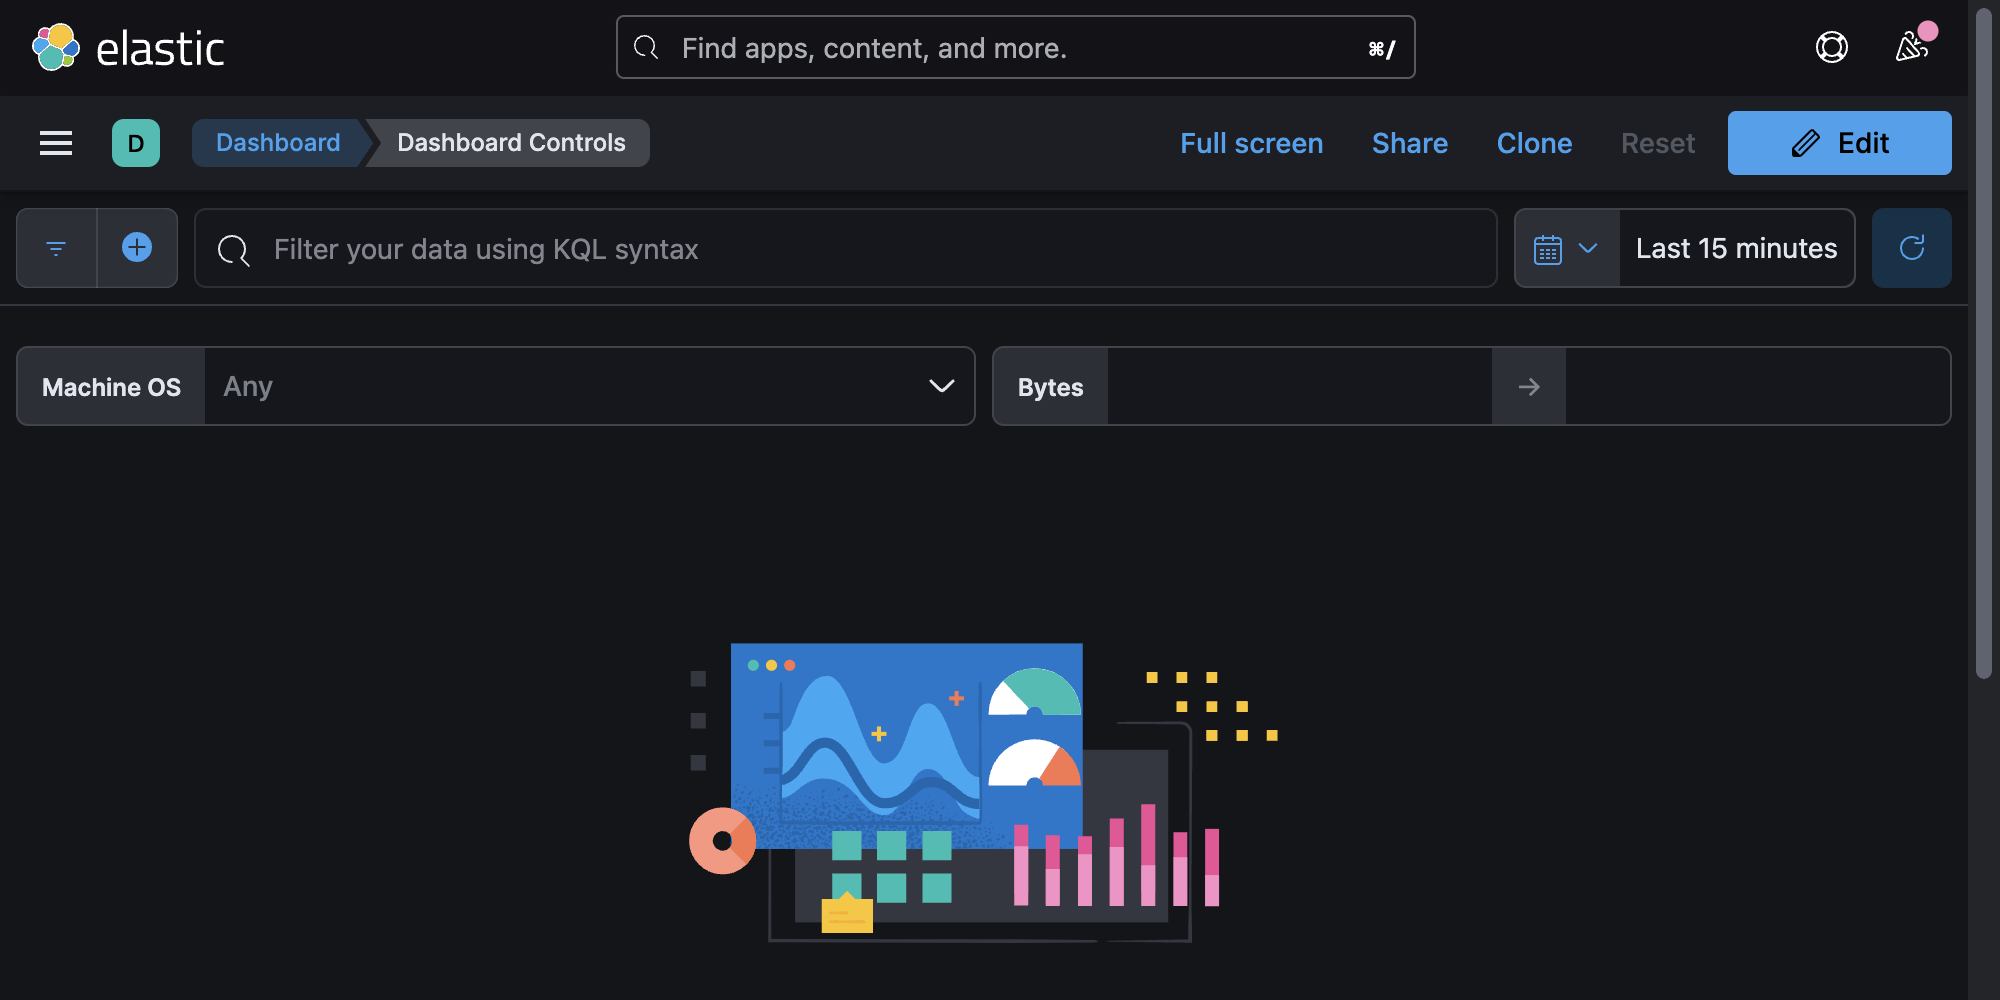 elastic
Find apps, content, and more.
⌘/
D
Dashboard
Dashboard Controls
Full screen
Share
Clone
Reset
Edit
Filter your data using KQL syntax
Last 15 minutes
Machine OS
Any
Bytes
→